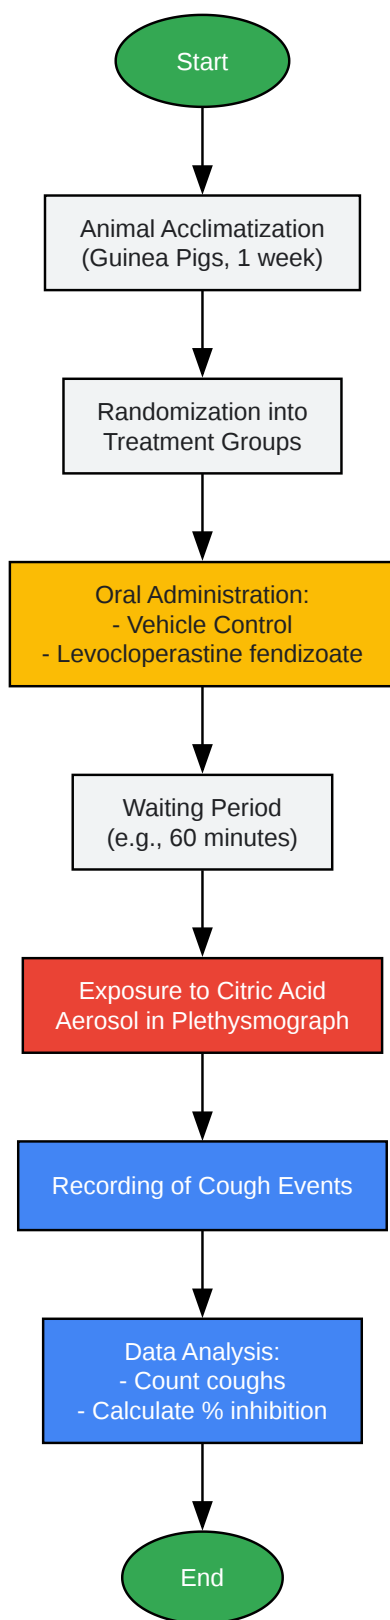 Start
Animal Acclimatization
(Guinea Pigs, 1 week)
Randomization into
Treatment Groups
Oral Administration:
- Vehicle Control
- Levocloperastine fendizoate
Waiting Period
(e.g., 60 minutes)
Exposure to Citric Acid
Aerosol in Plethysmograph
Recording of Cough Events
Data Analysis:
- Count coughs
- Calculate % inhibition
End